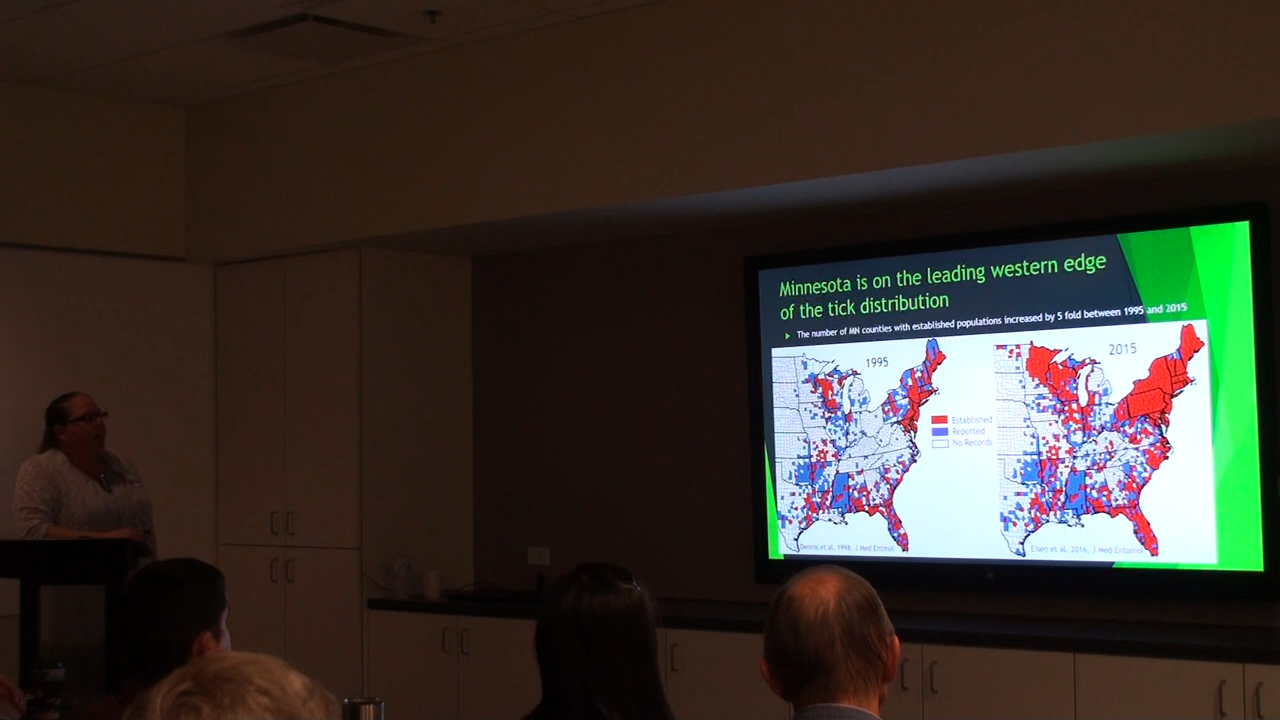 Minnesota is on the leading western edge
of the tick distribution
The number of MN counties with established populations increased by 5 fold between 1995 and 2015
1995
2015
Established
Reported
No Records
Dennis et al. 1998, J Med Entmol
Eisen et al. 2016, J Med Entomol